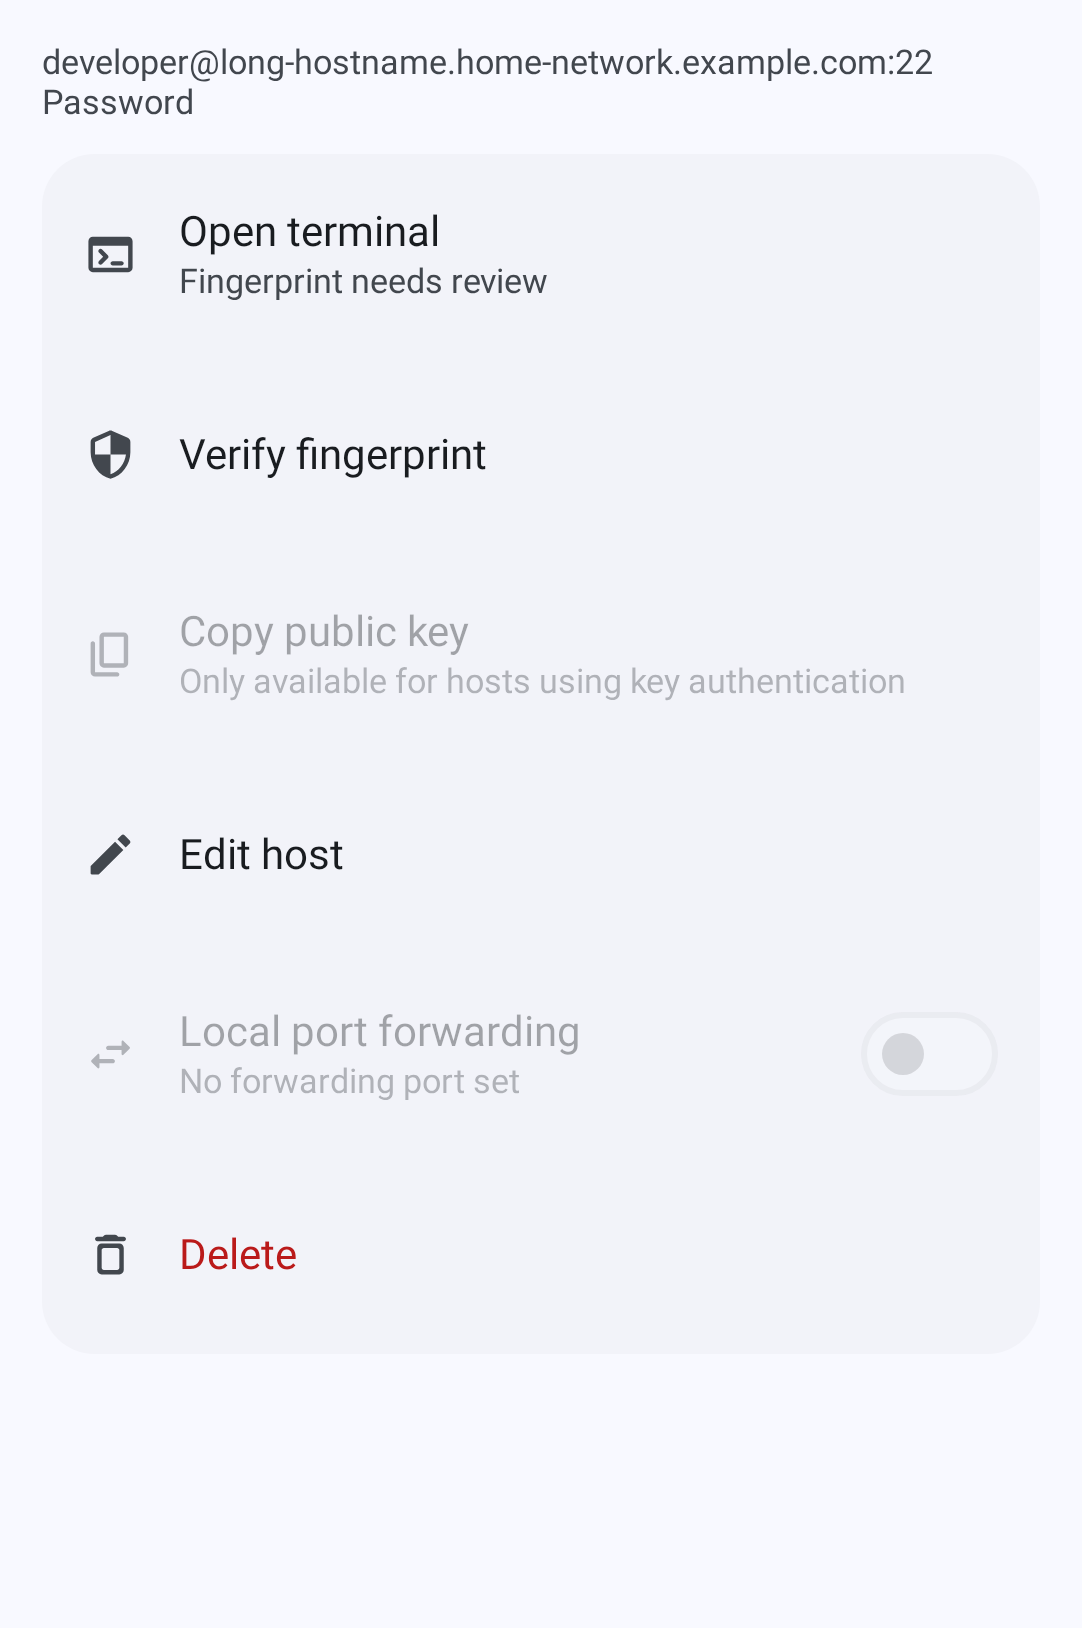 developer@long-hostname.home-network.example.com:22
Password
Open terminal
Fingerprint needs review
Verify fingerprint
Copy public key
Only available for hosts using key authentication
Edit host
Local port forwarding
No forwarding port set
Delete